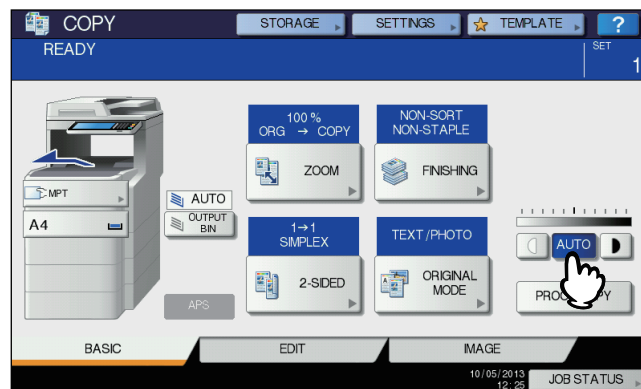 COPY
STORAGE
SETTINGS
TEMPLATE
?
READY
SET
1
100 %
ORG → COPY
NON-SORT
NON-STAPLE
ZOOM
FINISHING
MPT
AUTO
A4
OUTPUT
BIN
1→1
SIMPLEX
TEXT/PHOTO
AUTO
2-SIDED
ORIGINAL
MODE
APS
BASIC
EDIT
IMAGE
10/05/2013
12:25
JOB STATUS